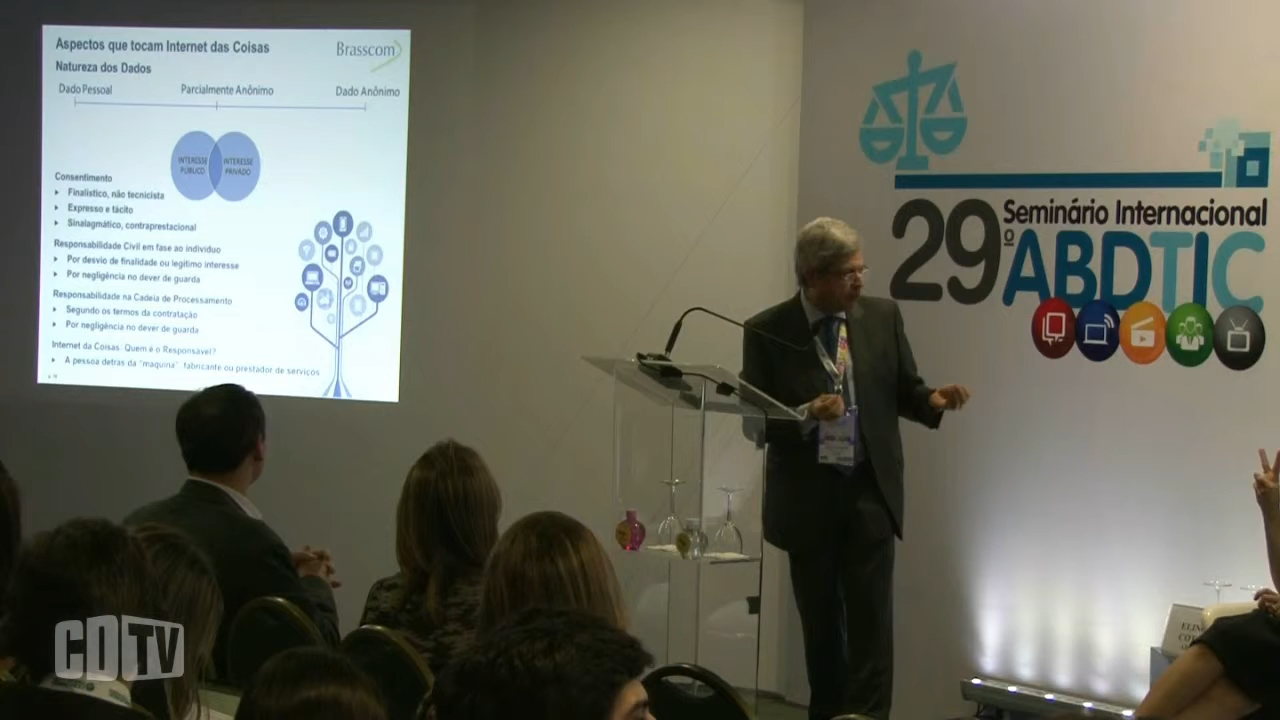 Aspectos que tocam Internet das Coisas
Brasscom
Natureza dos Dados
Dado Pessoal
Parcialmente Anônimo
Dado Anônimo
INTERESSE
PÚBLICO
INTERESSE
PRIVADO
Consentimento
Finalístico, não tecnicista
Expresso e tácito
Sinalagmático, contraprestacional
Responsabilidade Civil em fase ao indivíduo
Por desvio de finalidade ou legítimo interesse
Por negligência no dever de guarda
Responsabilidade na Cadeia de Processamento
Segundo os termos da contratação
Por negligência no dever de guarda
Internet da Coisas: Quem é o Responsável?
A pessoa detras da "maquina": fabricante ou prestador de serviços
29º
Seminário Internacional
ABDTIC
CDTV